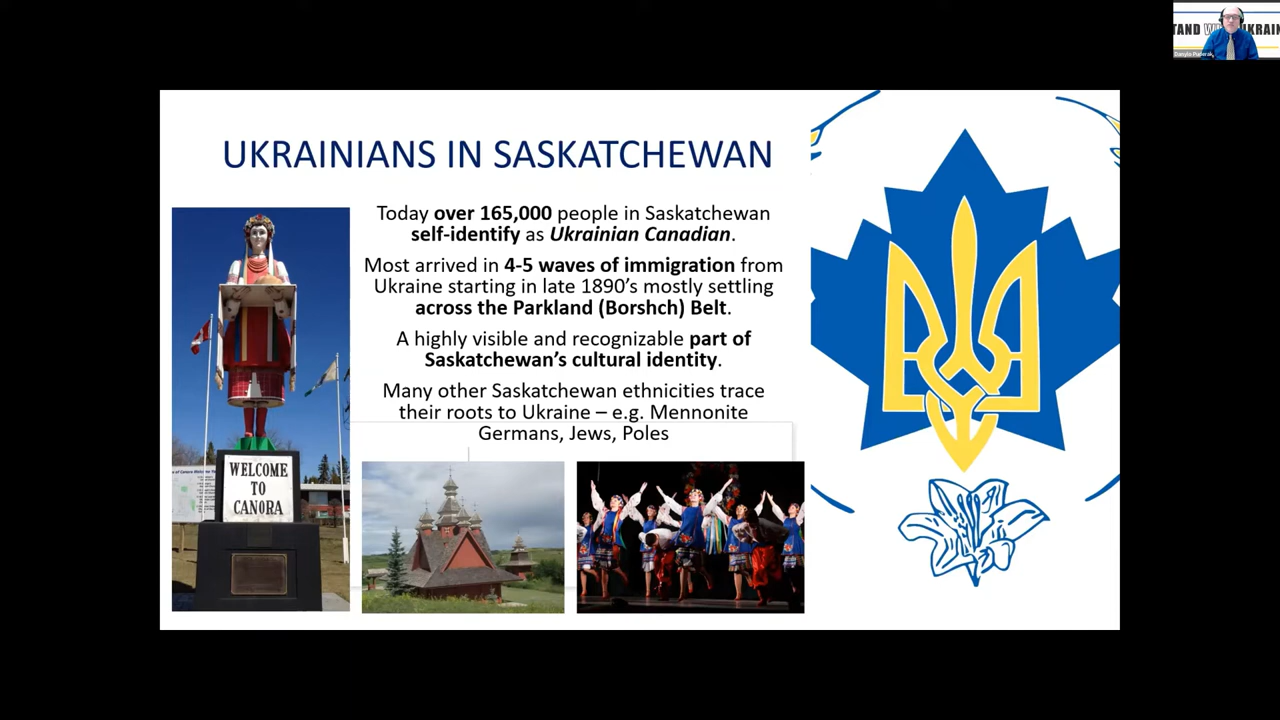 TAND WITH UKRAIN
UKRAINIANS IN SASKATCHEWAN
Today over 165,000 people in Saskatchewan
self-identify as Ukrainian Canadian.
Most arrived in 4-5 waves of immigration from
Ukraine starting in late 1890's mostly settling
across the Parkland (Borshch) Belt.
A highly visible and recognizable part of
Saskatchewan's cultural identity.
Many other Saskatchewan ethnicities trace
their roots to Ukraine – e.g. Mennonite
Germans, Jews, Poles
WELCOME
TO
CANORA